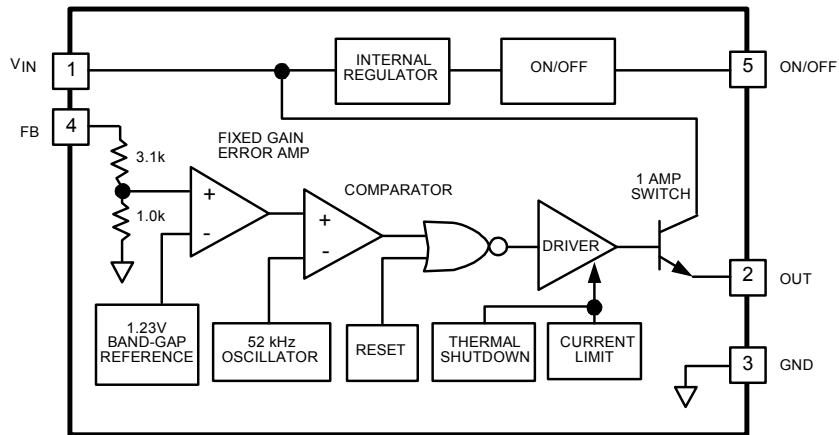 VIN
1
INTERNAL
REGULATOR
ON/OFF
5
ON/OFF
FB
4
3.1k
1.0k
FIXED GAIN
ERROR AMP
+
-
COMPARATOR
+
-
DRIVER
1 AMP
SWITCH
2
OUT
1.23V
BAND-GAP
REFERENCE
52 kHz
OSCILLATOR
RESET
THERMAL
SHUTDOWN
CURRENT
LIMIT
3
GND